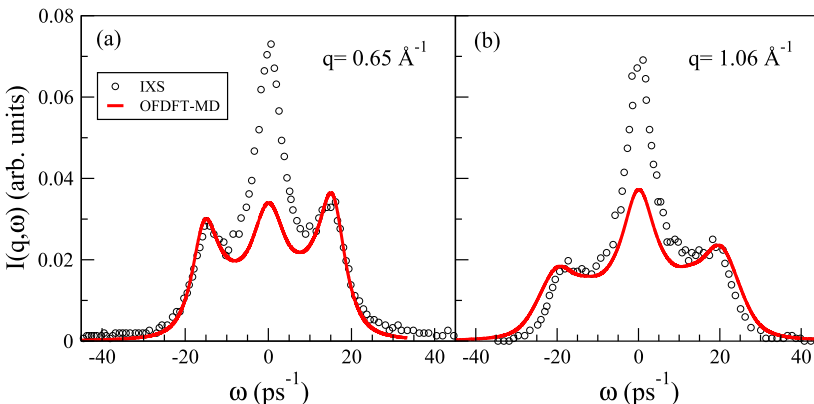 0.08
0.06
0.04
0.02
0
I(q,ω) (arb. units)
(a)
q= 0.65 Å⁻¹
IXS
OFDFT-MD
-40 -20 0 20 40
ω (ps⁻¹)
(b)
q= 1.06 Å⁻¹
-40 -20 0 20 40
ω (ps⁻¹)